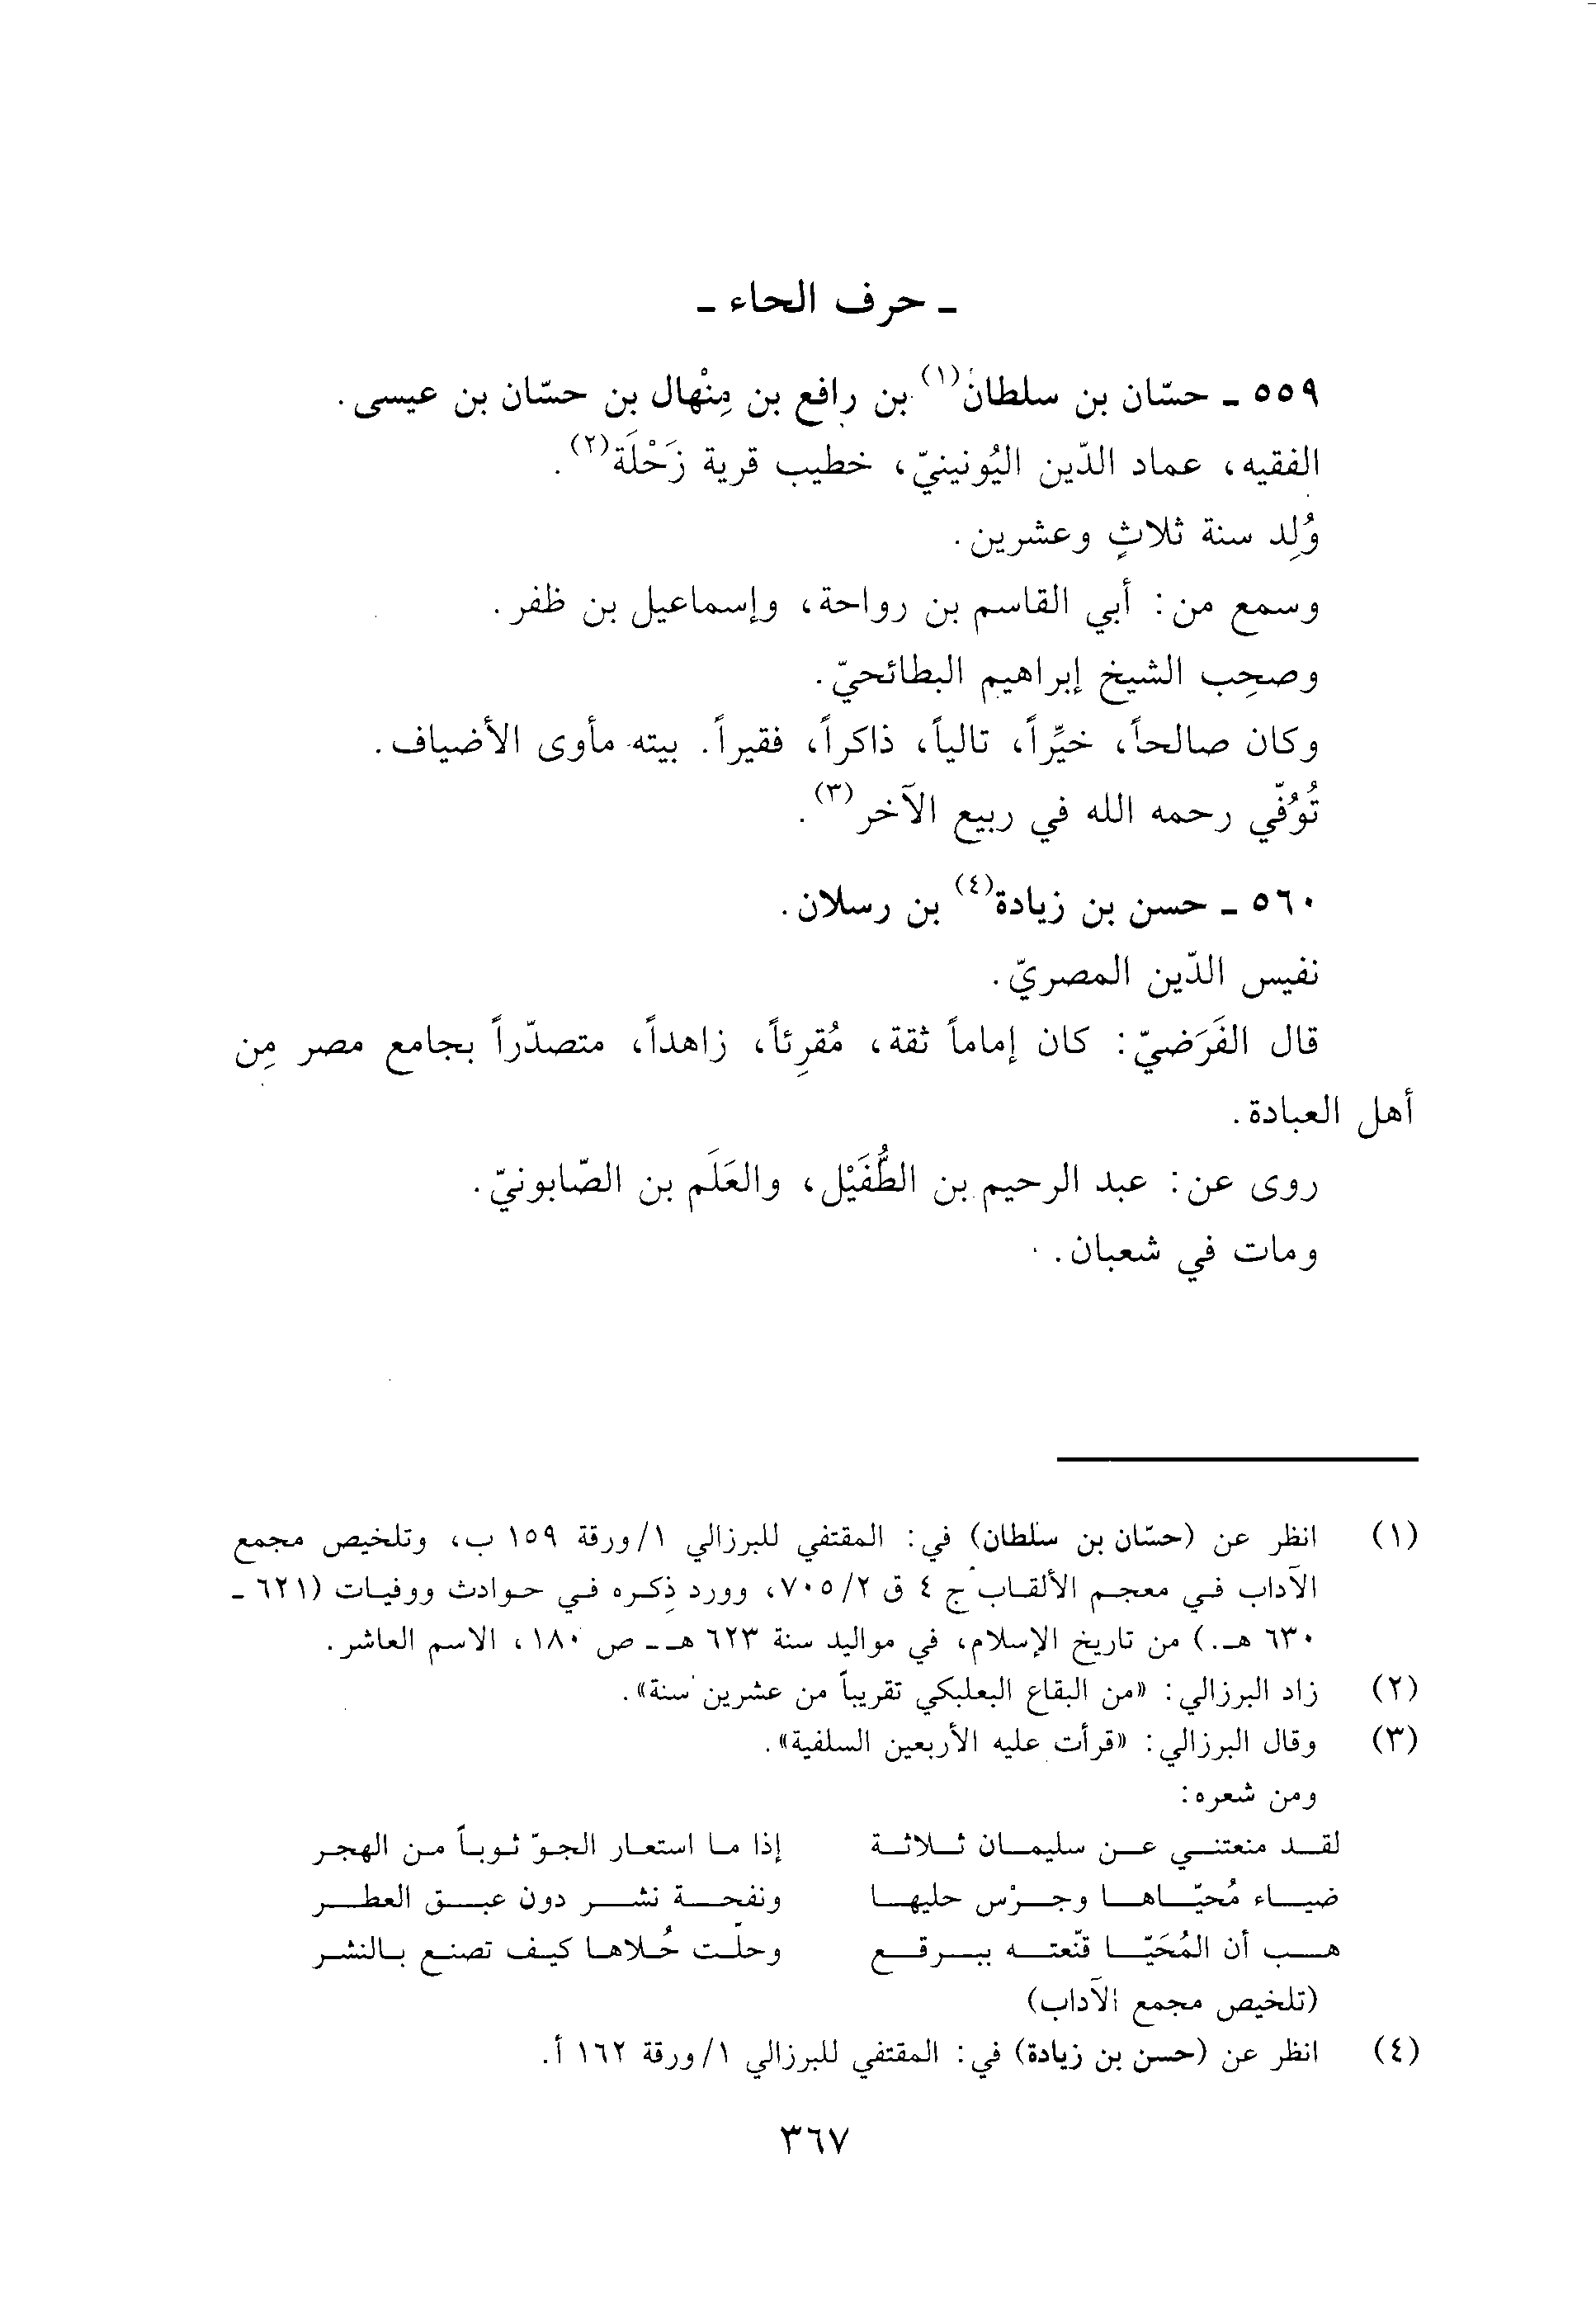 ـ حرف الحاء ـ
٥٥٩ ـ حسّان بن سلطان(١) بن رافع بن مِنْهال بن حسّان بن عيسى.
الفقيه، عماد الدّين اليُونينيّ، خطيب قرية زَحْلَة(٢).
وُلِد سنة ثلاثٍ وعشرين.
وسمع من: أبي القاسم بن رواحة، وإسماعيل بن ظفر.
وصحِب الشيخ إبراهيم البطائحيّ.
وكان صالحاً، خيِّراً، تالياً، ذاكراً، فقيراً. بيته مأوى الأضياف.
تُوُفّي رحمه الله في ربيع الآخر(٣).
٥٦٠ ـ حسن بن زيادة(٤) بن رسلان.
نفيس الدّين المصريّ.
قال الفَرَضيّ: كان إماماً ثقة، مُقرِئاً، زاهداً، متصدّراً بجامع مصر مِن
أهل العبادة.
روى عن: عبد الرحيم بن الطُّفَيْل، والعَلَم بن الصّابونيّ.
ومات في شعبان.
(١) انظر عن (حسّان بن سلطان) في: المقتفي للبرزالي ١/ورقة ١٥٩ ب، وتلخيص مجمع
الآداب في معجم الألقاب ج ٤ ق ٧٠٥/٢، وورد ذِكره في حوادث ووفيات (٦٢١ ـ
٦٣٠ هـ.) من تاريخ الإسلام، في مواليد سنة ٦٢٣ هـ ـ ص ١٨٠، الاسم العاشر.
(٢) زاد البرزالي: «من البقاع البعلبكي تقريباً من عشرين سنة».
(٣) وقال البرزالي: «قرأت عليه الأربعين السلفية».
ومن شعره:
لقد منعتني عن سليمان ثلاثة إذا ما استعار الجوّ ثوباً من الهجر
ضياء مُحيّاها وجرْس حليها ونفحة نشر دون عبق العطر
هب أن المُحَيّا قنّعته ببرقع وحلّت حُلاها كيف تصنع بالنشر
(تلخيص مجمع الآداب)
(٤) انظر عن (حسن بن زيادة) في: المقتفي للبرزالي ١/ورقة ١٦٢ أ.
٣٦٧